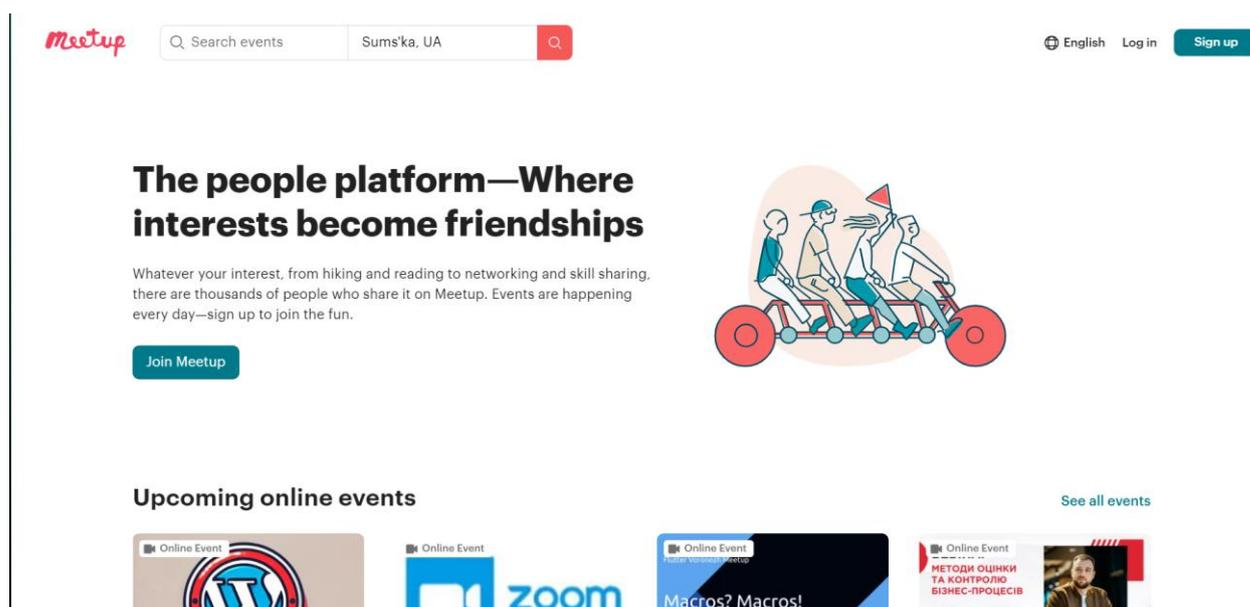 Meetup
Search events
Sums'ka, UA
English
Log in
Sign up
The people platform—Where
interests become friendships
Whatever your interest, from hiking and reading to networking and skill sharing,
there are thousands of people who share it on Meetup. Events are happening
every day—sign up to join the fun.
Join Meetup
Upcoming online events
See all events
Online Event
Online Event
zoom
Online Event
Flutter Voronezh Meetup
Macros? Macros!
Online Event
МЕТОДИ ОЦІНКИ
ТА КОНТРОЛЮ
БІЗНЕС-ПРОЦЕСІВ